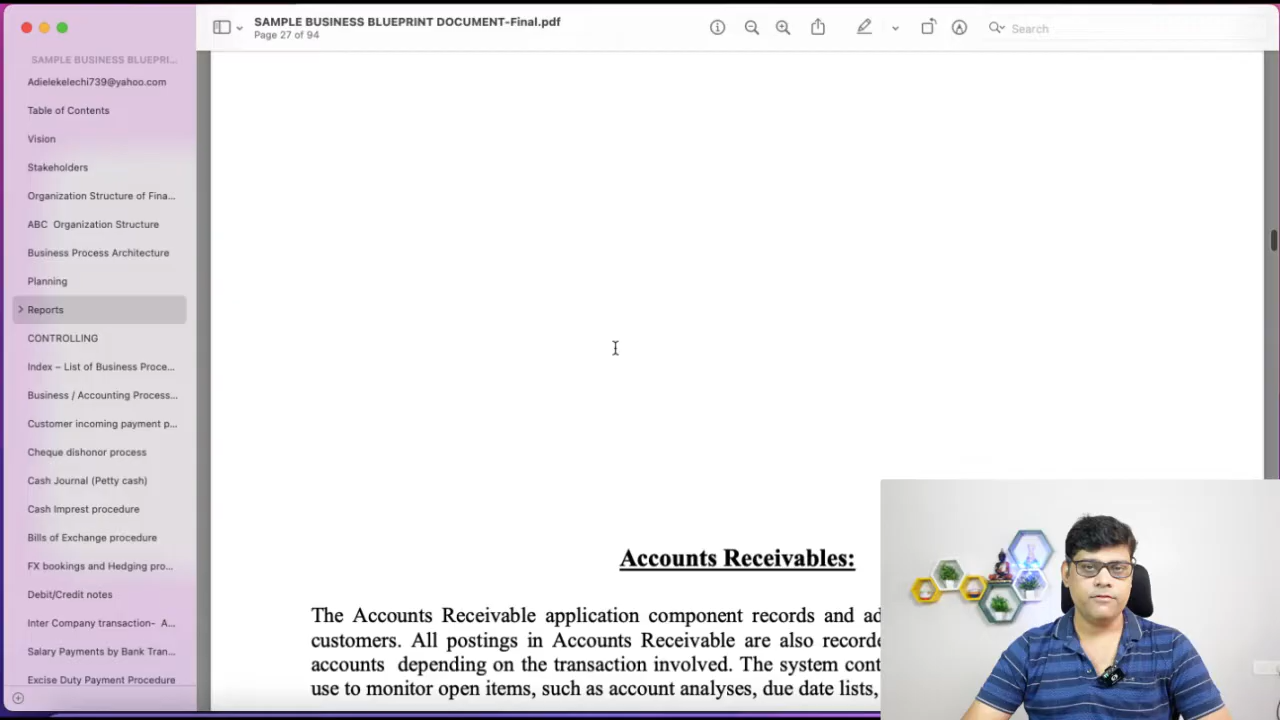 SAMPLE BUSINESS BLUEPRINT DOCUMENT-Final.pdf
Page 27 of 94
Search
SAMPLE BUSINESS BLUEPRI...
Adielekelechi739@yahoo.com
Table of Contents
Vision
Stakeholders
Organization Structure of Fina...
ABC Organization Structure
Business Process Architecture
Planning
Reports
CONTROLLING
Index – List of Business Proce...
Business / Accounting Process...
Customer incoming payment p...
Cheque dishonor process
Cash Journal (Petty cash)
Cash Imprest procedure
Bills of Exchange procedure
FX bookings and Hedging pro...
Debit/Credit notes
Inter Company transaction- A...
Salary Payments by Bank Tran...
Excise Duty Payment Procedure
Accounts Receivables:
The Accounts Receivable application component records and ad
customers. All postings in Accounts Receivable are also recorde
accounts depending on the transaction involved. The system cont
use to monitor open items, such as account analyses, due date lists,